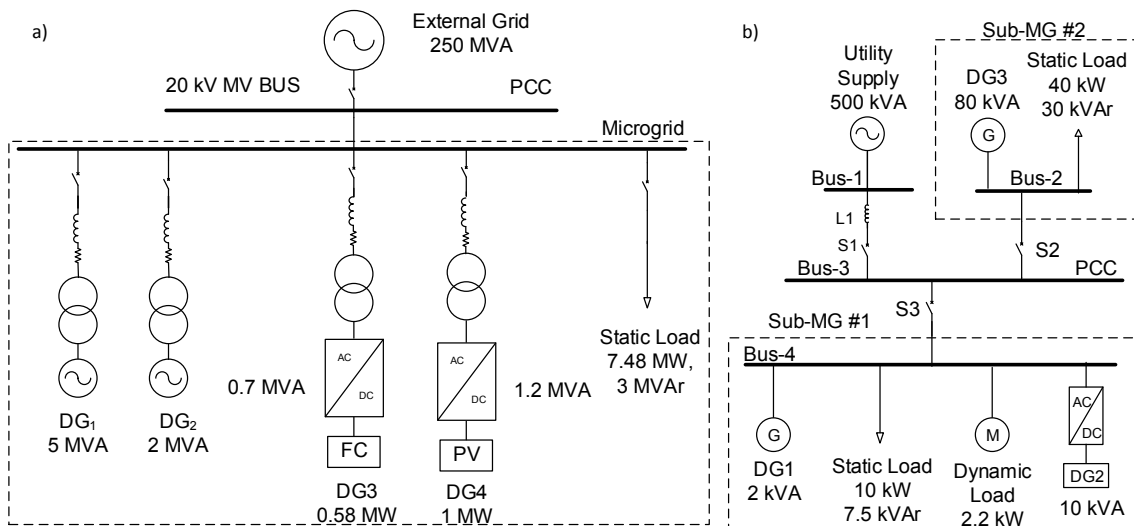 a)
External Grid
250 MVA
20 kV MV BUS
PCC
Microgrid
AC
DC
AC
DC
0.7 MVA
1.2 MVA
Static Load
7.48 MW,
3 MVAr
DG1
5 MVA
DG2
2 MVA
FC
PV
DG3
0.58 MW
DG4
1 MW
b)
Sub-MG #2
Utility
Supply
500 kVA
DG3
80 kVA
Static Load
40 kW
30 kVAr
G
Bus-1
Bus-2
L1
S1
S2
Bus-3
PCC
S3
Sub-MG #1
Bus-4
AC
DC
G
M
DG1
2 kVA
Static Load
10 kW
7.5 kVAr
Dynamic
Load
2.2 kW
DG2
10 kVA